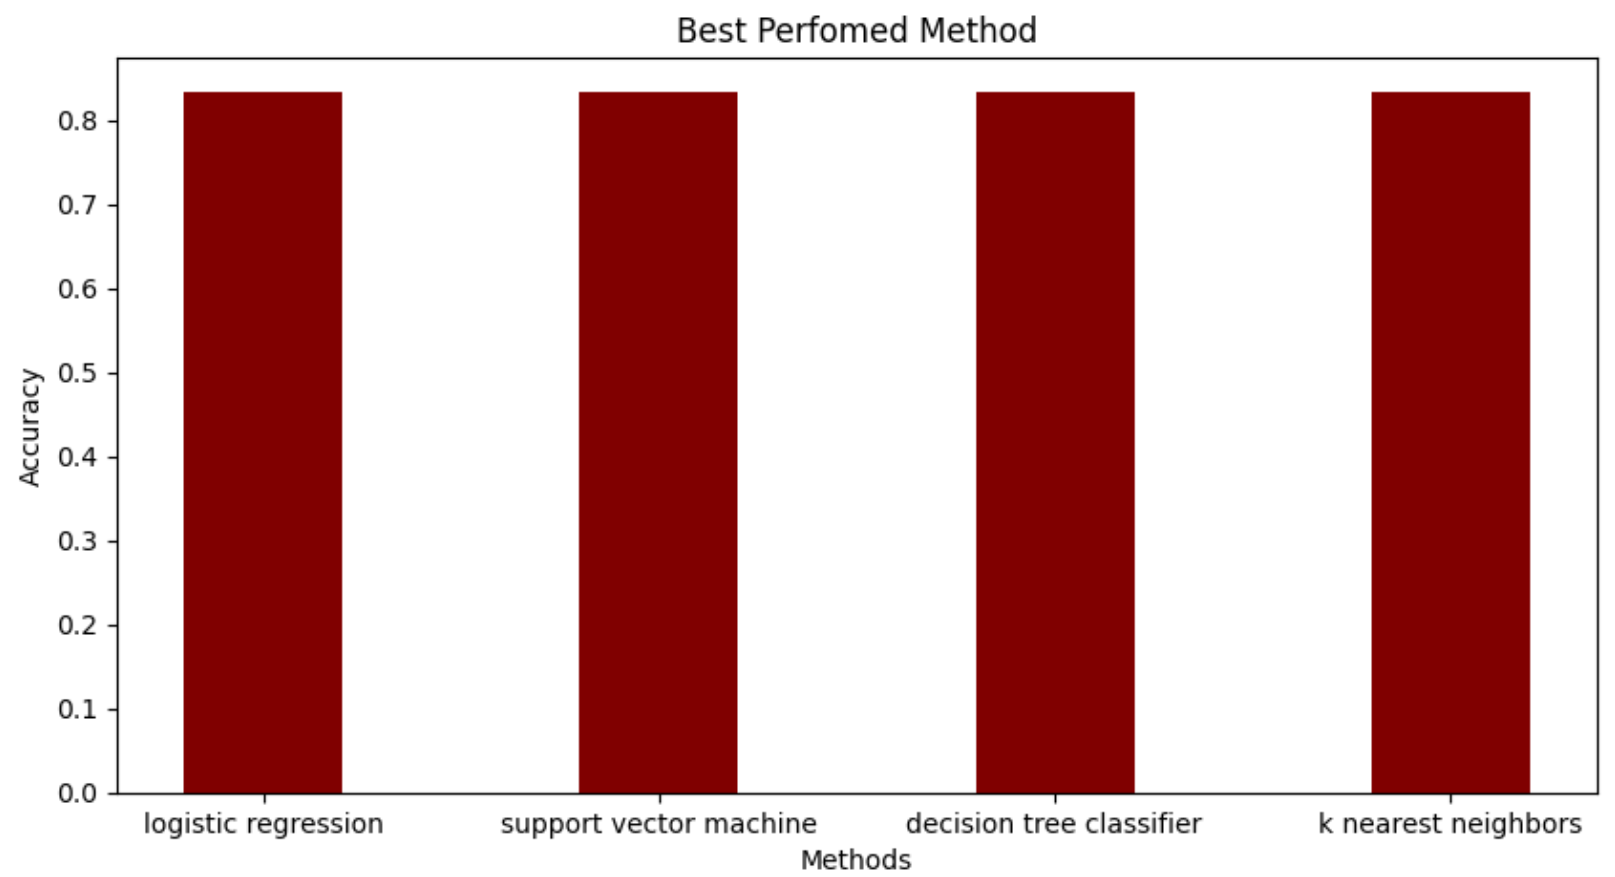 Best Perfomed Method
Accuracy
0.8
0.7
0.6
0.5
0.4
0.3
0.2
0.1
0.0
logistic regression
support vector machine
decision tree classifier
k nearest neighbors
Methods